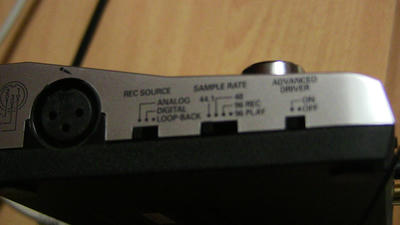 REC SOURCE
ANALOG
DIGITAL
LOOP-BACK
SAMPLE RATE
44.1
48
96 REC
96 PLAY
ADVANCED
DRIVER
ON
OFF